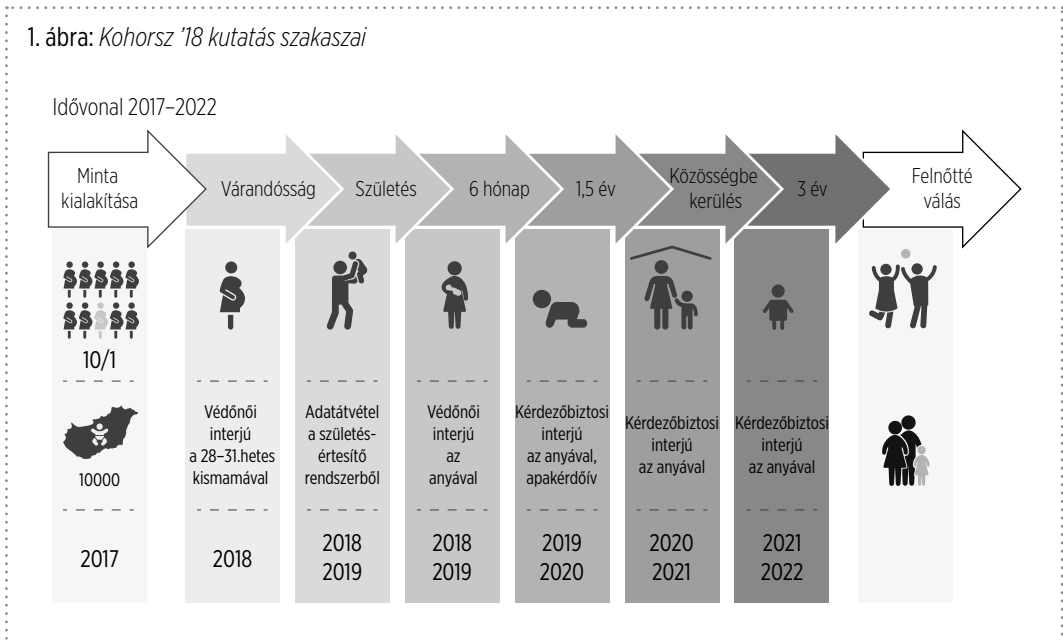 1. ábra: Kohorsz ’18 kutatás szakaszai
Idővonal 2017–2022
Minta
kialakítása
Várandósság
Születés
6 hónap
1,5 év
Közösségbe
kerülés
3 év
Felnőtté
válás
10/1
10000
2017
Védőnői
interjú
a 28–31.hetes
kismamával
2018
Adatátvétel
a születés-
értesítő
rendszerből
2018
2019
Védőnői
interjú
az
anyával
2018
2019
Kérdezőbiztosi
interjú
az anyával,
apakérdőív
2019
2020
Kérdezőbiztosi
interjú
az anyával
2020
2021
Kérdezőbiztosi
interjú
az anyával
2021
2022